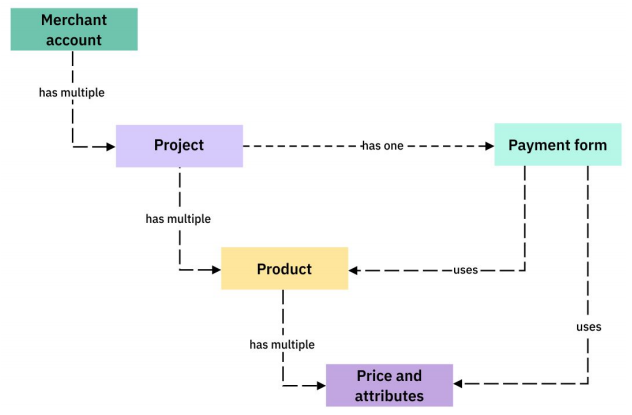 Merchant
account
has multiple
Project
has one
Payment form
has multiple
Product
uses
uses
has multiple
Price and
attributes